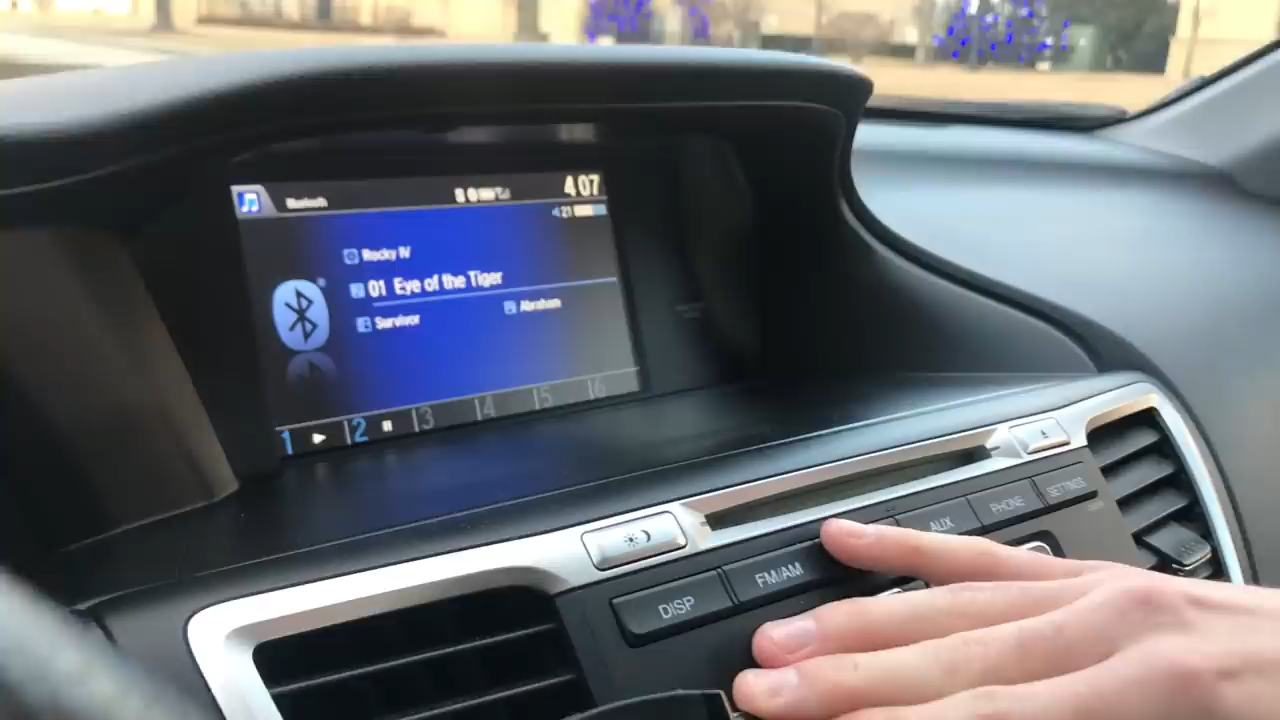 Bluetooth
4 07
21
Rocky IV
01 Eye of the Tiger
Survivor
Abraham
1 2 3 4 5 6
DISP
FM/AM
AUX
PHONE
SETTINGS